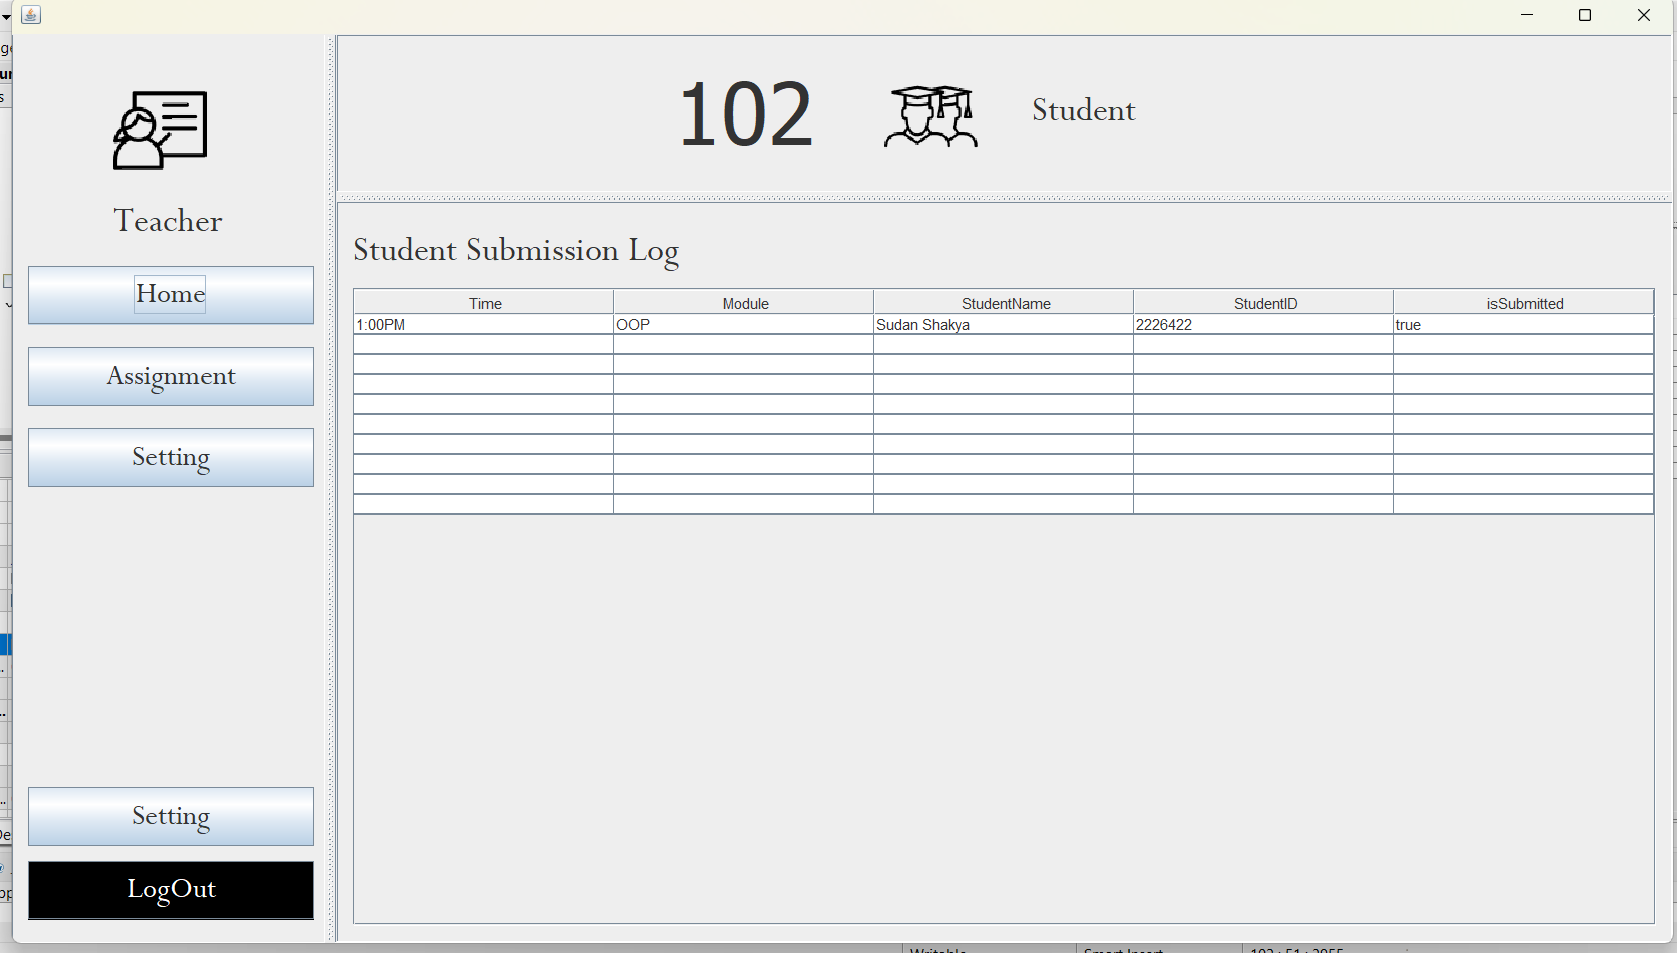 102
Student
Teacher
Home
Assignment
Setting
Setting
LogOut
Student Submission Log
Time Module StudentName StudentID isSubmitted
1:00PM OOP Sudan Shakya 2226422 true